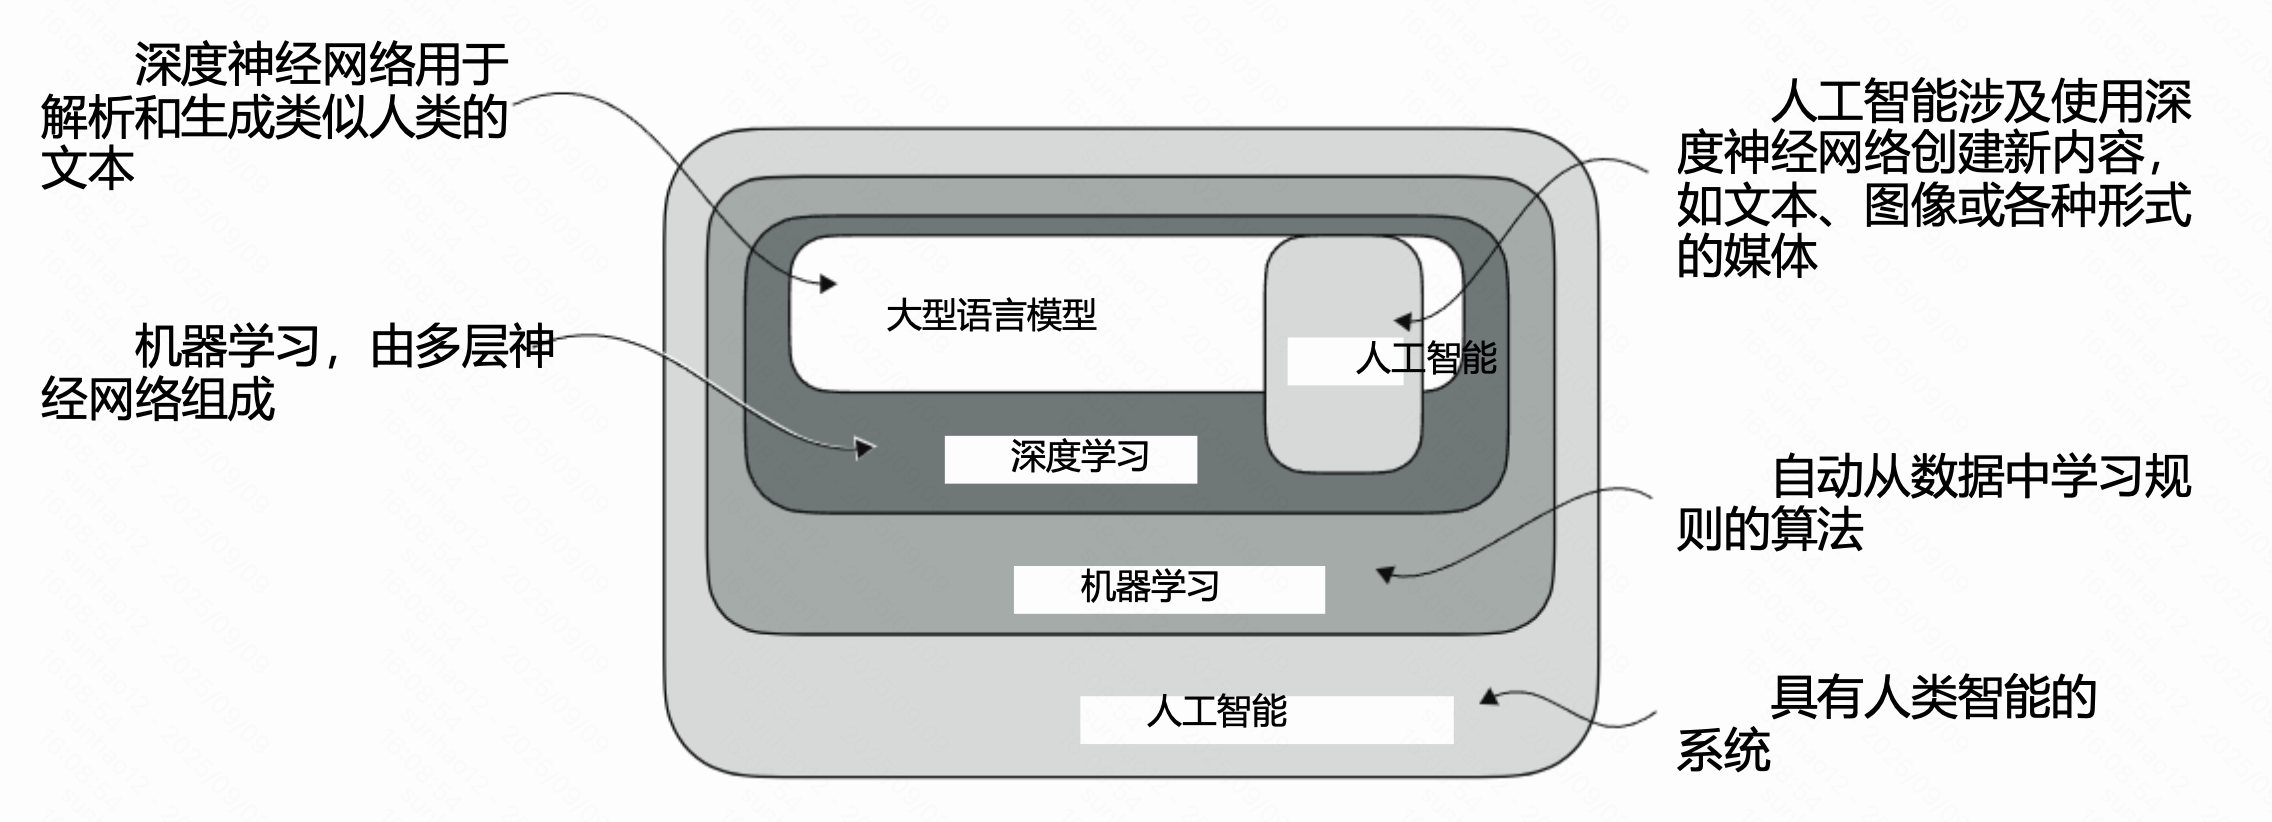 深度神经网络用于
解析和生成类似人类的
文本
人工智能涉及使用深
度神经网络创建新内容，
如文本、图像或各种形式
的媒体
大型语言模型
人工智能
机器学习，由多层神
经网络组成
深度学习
自动从数据中学习规
则的算法
机器学习
具有人类智能的
系统
人工智能